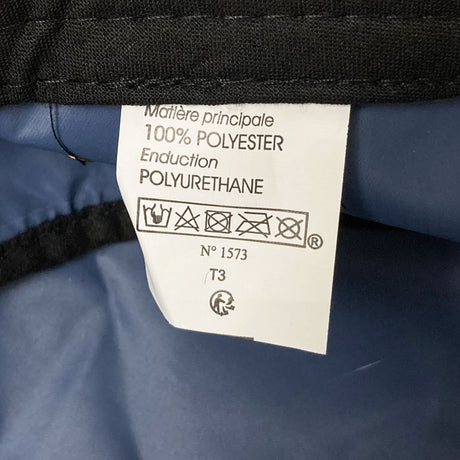 Matière principale
100% POLYESTER
Enduction
POLYURETHANE
®
N° 1573
T3